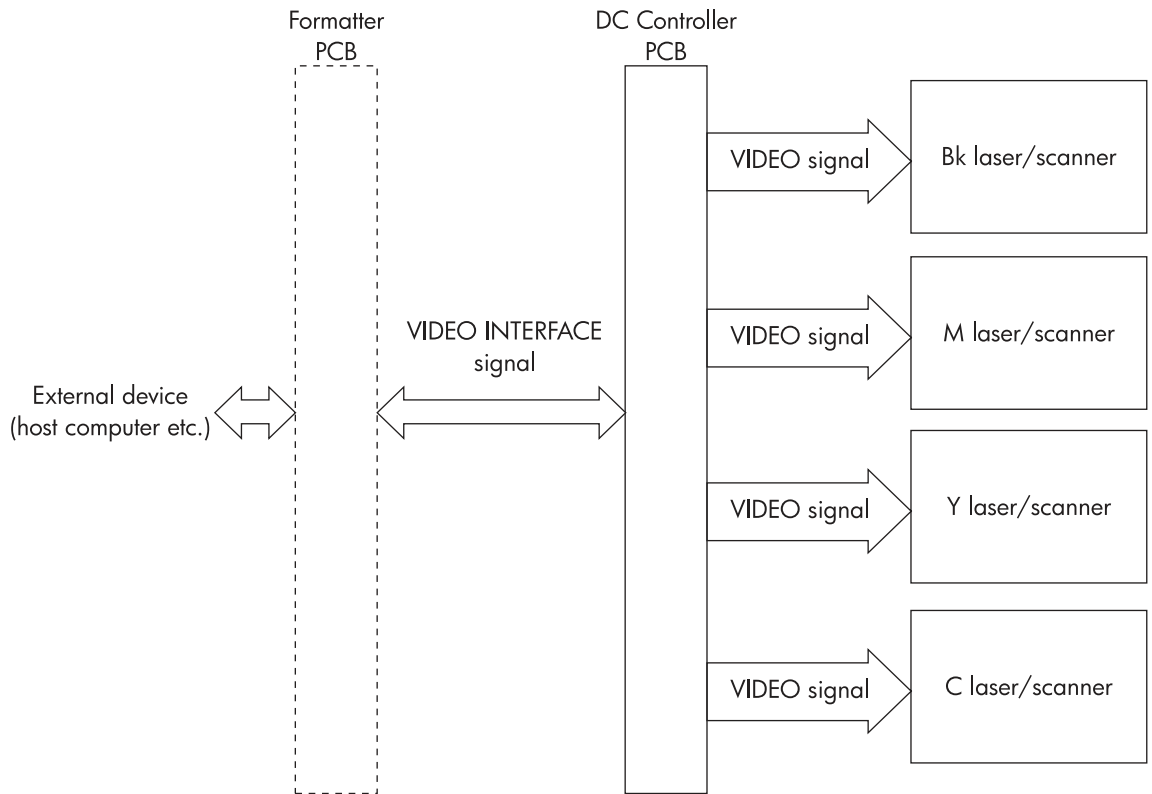 Formatter
PCB
DC Controller
PCB
VIDEO signal
Bk laser/scanner
VIDEO signal
M laser/scanner
VIDEO INTERFACE
signal
External device
(host computer etc.)
VIDEO signal
Y laser/scanner
VIDEO signal
C laser/scanner